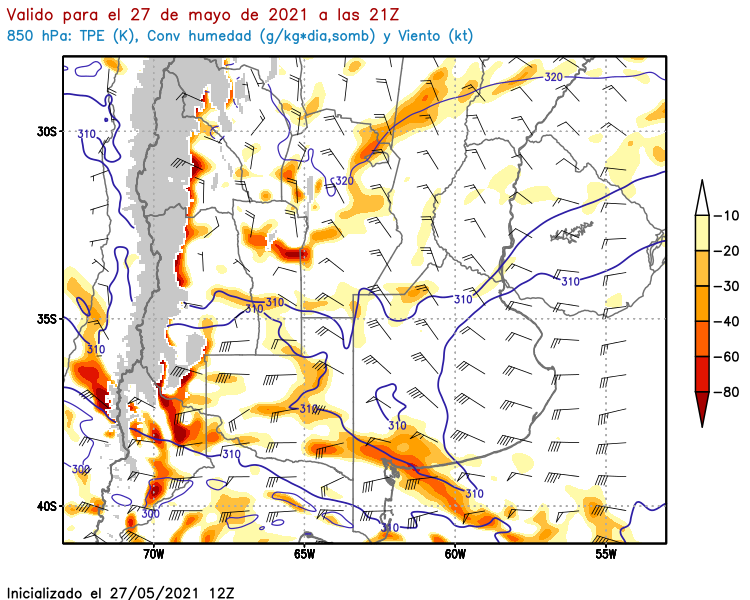 Valido para el 27 de mayo de 2021 a las 21Z
850 hPa: TPE (K), Conv humedad (g/kg*dia,somb) y Viento (kt)
320
30S
310
320
-10
-20
310
310
310
310
-30
35S
310
310
-40
-60
-80
310
310
310
300
310
300
310
40S
70W
65W
60W
55W
Inicializado el 27/05/2021 12Z